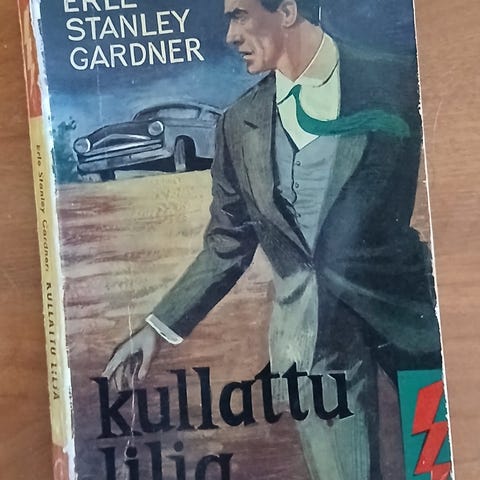 ERLE
STANLEY
GARDNER
kullattu
lilja
Erle Stanley Gardner: KULLATTU LILJA